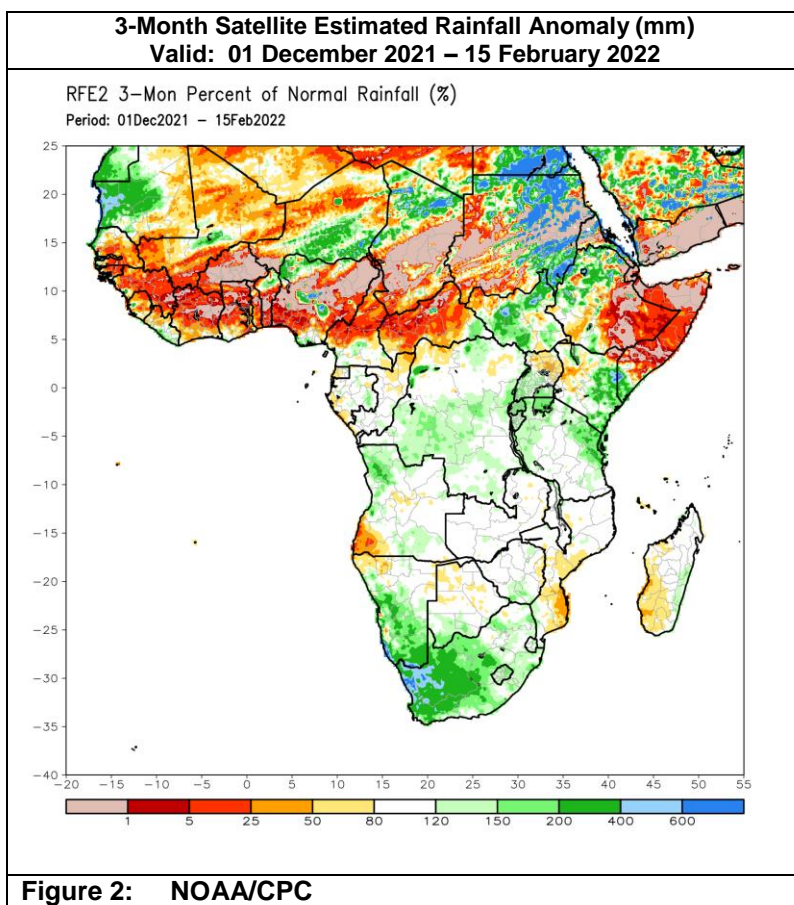 3-Month Satellite Estimated Rainfall Anomaly (mm)
Valid: 01 December 2021 – 15 February 2022
RFE2 3-Mon Percent of Normal Rainfall (%)
Period: 01Dec2021 – 15Feb2022
25
20
15
10
5
0
-5
-10
-15
-20
-25
-30
-35
-40
-20 -15 -10 -5 0 5 10 15 20 25 30 35 40 45 50 55
1 5 25 50 80 120 150 200 400 600
Figure 2: NOAA/CPC